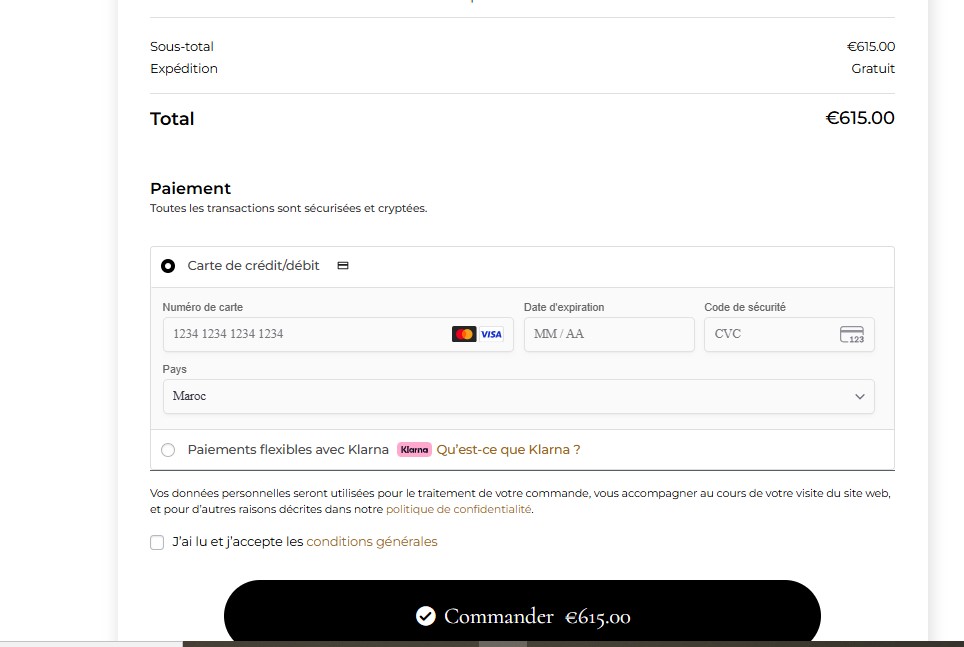 Sous-total €615.00
Expédition Gratuit
Total €615.00
Paiement
Toutes les transactions sont sécurisées et cryptées.
Carte de crédit/débit
Numéro de carte Date d'expiration Code de sécurité
1234 1234 1234 1234 VISA MM / AA CVC 123
Pays
Maroc
Paiements flexibles avec Klarna Klarna Qu’est-ce que Klarna ?
Vos données personnelles seront utilisées pour le traitement de votre commande, vous accompagner au cours de votre visite du site web,
et pour d’autres raisons décrites dans notre politique de confidentialité.
J’ai lu et j’accepte les conditions générales
Commander €615.00